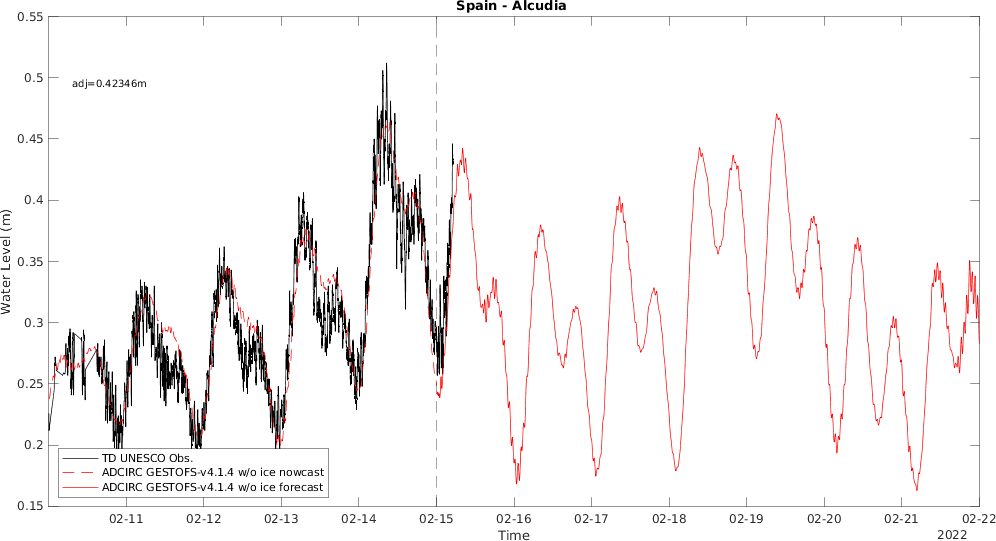 Spain - Alcudia
0.55
0.5
0.45
0.4
0.35
0.3
0.25
0.2
0.15
Water Level (m)
adj=0.42346m
TD UNESCO Obs.
ADCIRC GESTOFS-v4.1.4 w/o ice nowcast
ADCIRC GESTOFS-v4.1.4 w/o ice forecast
02-11 02-12 02-13 02-14 02-15 02-16 02-17 02-18 02-19 02-20 02-21 02-22
Time
2022